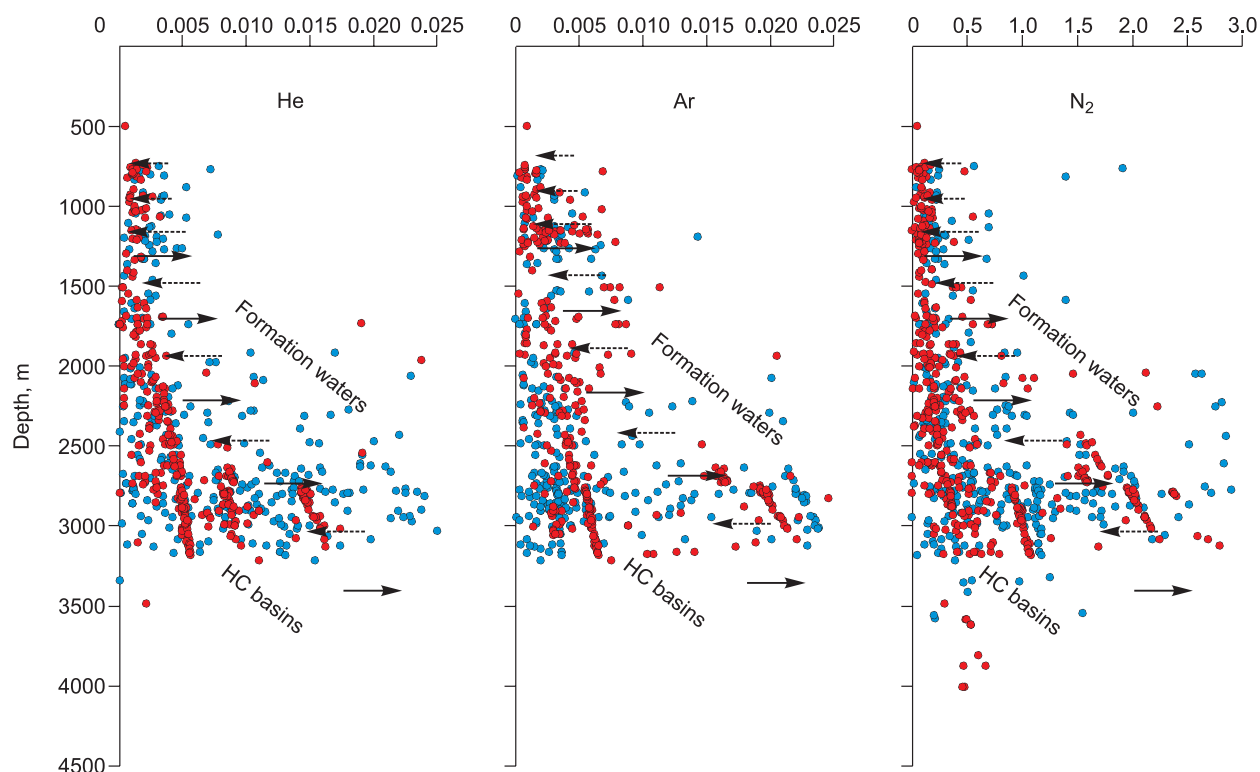 0 0.005 0.010 0.015 0.020 0.025 0 0.005 0.010 0.015 0.020 0.025 0 0.5 1.0 1.5 2.0 2.5 3.0
He Ar N2
500
1000
1500
2000
2500
3000
3500
4000
4500
Depth, m
Formation waters
HC basins
Formation waters
HC basins
Formation waters
HC basins